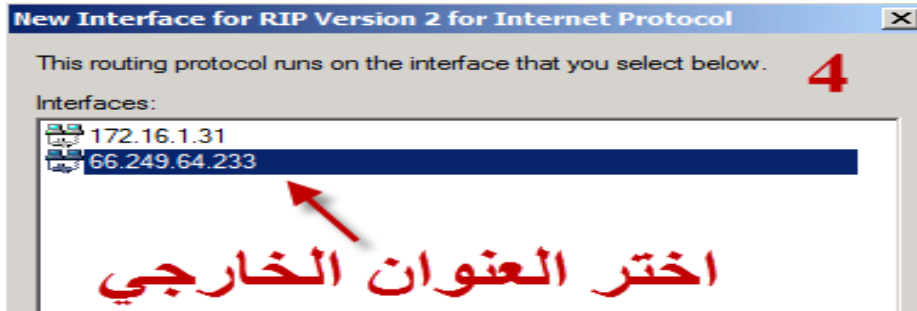 New Interface for RIP Version 2 for Internet Protocol
This routing protocol runs on the interface that you select below.
4
Interfaces:
172.16.1.31
66.249.64.233
اختر العنوان الخارجي